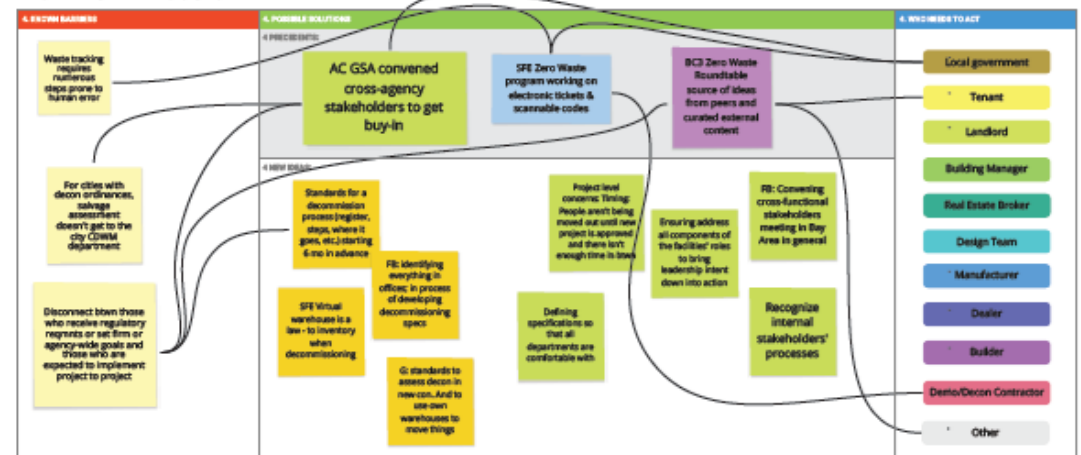 4. KNOWN BARRIERS
4. POSSIBLE SOLUTIONS
4. WHO NEEDS TO ACT
4 PRECEDENTS:
Waste tracking
requires
numerous
steps prone to
human error
For cities with
decon ordinances,
salvage
assessment
doesn't get to the
city CDWM
department
Disconnect btwn those
who receive regulatory
reqmnts or set firm or
agency-wide goals and
those who are
expected to implement
project to project
AC GSA convened
cross-agency
stakeholders to get
buy-in
SFE Zero Waste
program working on
electronic tickets &
scannable codes
BC3 Zero Waste
Roundtable
source of ideas
from peers and
curated external
content
4 NEW IDEAS:
Standards for a
decommission
process (register,
steps, where it
goes, etc.) starting
6 mo in advance
FB: identifying
everything in
offices; in process
of developing
decommissioning
specs
SFE Virtual
warehouse is a
law - to inventory
when
decommissioning
G: standards to
assess decon in
new con. And to
use own
warehouses to
move things
Project level
concerns: Timing:
People aren't being
moved out until new
project is approved
and there isn't
enough time in btwn
Ensuring address
all components of
the facilities' roles
to bring
leadership intent
down into action
FB: Convening
cross-functional
stakeholders
meeting in Bay
Area in general
Defining
specifications so
that all
departments are
comfortable with
Recognize
internal
stakeholders'
processes
Local government
Tenant
Landlord
Building Manager
Real Estate Broker
Design Team
Manufacturer
Dealer
Builder
Demo/Decon Contractor
Other